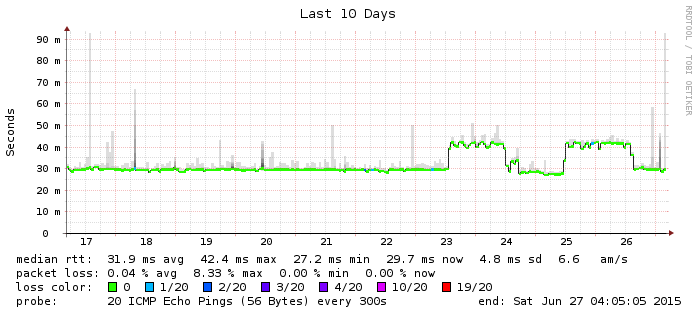 Last 10 Days
RRDTOOL / TOBI OETIKER
Seconds
90 m
80 m
70 m
60 m
50 m
40 m
30 m
20 m
10 m
0
17 18 19 20 21 22 23 24 25 26
median rtt: 31.9 ms avg 42.4 ms max 27.2 ms min 29.7 ms now 4.8 ms sd 6.6 am/s
packet loss: 0.04 % avg 8.33 % max 0.00 % min 0.00 % now
loss color: 0 1/20 2/20 3/20 4/20 10/20 19/20
probe: 20 ICMP Echo Pings (56 Bytes) every 300s end: Sat Jun 27 04:05:05 2015